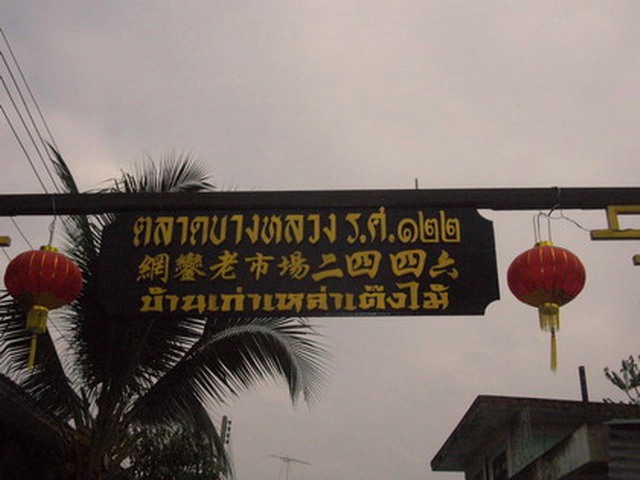 ตลาดบางหลวง ร.ศ.๑๒๒
網鑾老市場二四四六
บ้านเก่าเหล่าเต๊งไม้